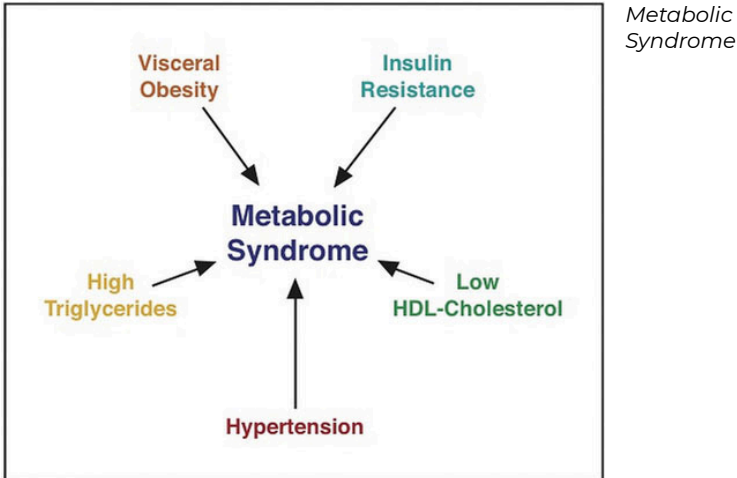 Metabolic
Syndrome
Visceral
Obesity
Insulin
Resistance
Metabolic
Syndrome
High
Triglycerides
Low
HDL-Cholesterol
Hypertension